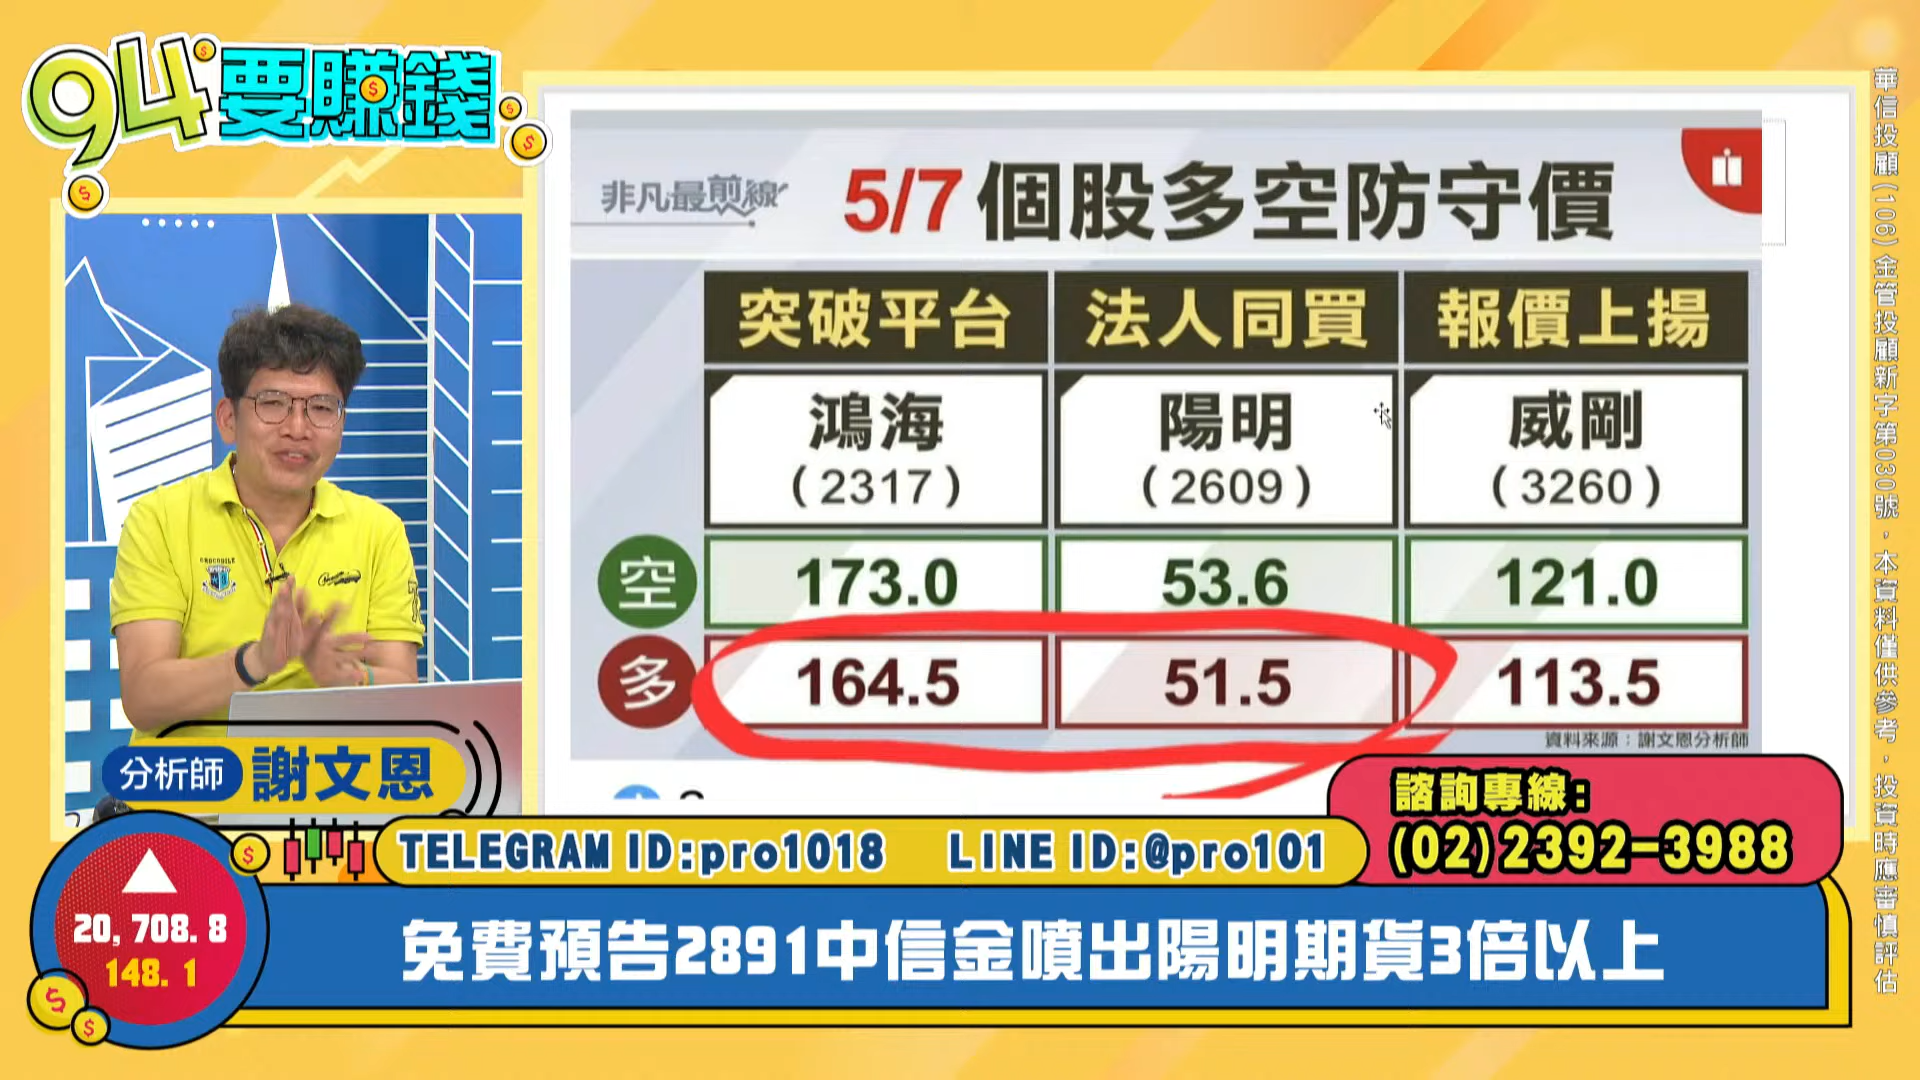 94要賺錢
非凡最前線
5/7個股多空防守價
突破平台 法人同買 報價上揚
鴻海 陽明 威剛
(2317) (2609) (3260)
空 173.0 53.6 121.0
多 164.5 51.5 113.5
資料來源：謝文恩分析師
CROCODILE
分析師 謝文恩
諮詢專線:
(02)2392-3988
TELEGRAM ID:pro1018 LINE ID:@pro101
20,708.8
148.1
免費預告2891中信金噴出陽明期貨3倍以上
華信投顧(106)金管投顧新字第030號，本資料僅供參考，投資時應審慎評估